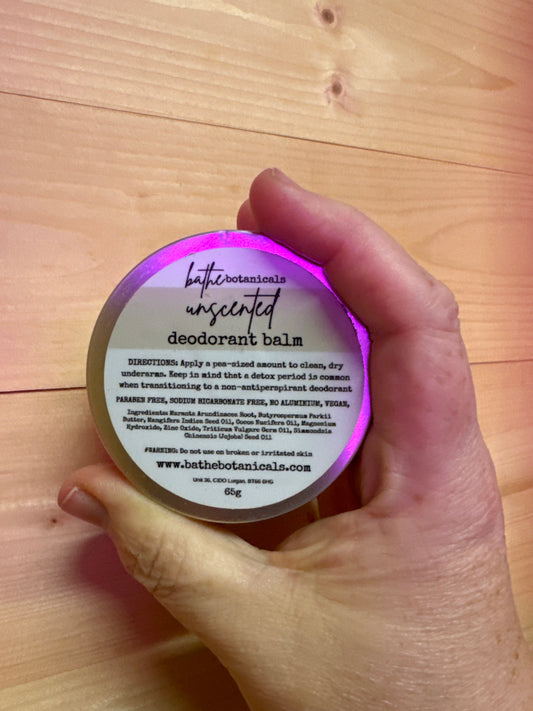 bathebotanicals
unscented
deodorant balm
DIRECTIONS: Apply a pea-sized amount to clean, dry
underarms. Keep in mind that a detox period is common
when transitioning to a non-antiperspirant deodorant
PARABEN FREE, SODIUM BICARBONATE FREE, NO ALUMINIUM, VEGAN,
Ingredients: Maranta Arundinacea Root, Butyrospermum Parkii
Butter, Mangifera Indica Seed Oil, Cocos Nucifera Oil, Magnesium
Hydroxide, Zinc Oxide, Triticum Vulgare Germ Oil, Simmondsia
Chinensis (Jojoba) Seed Oil
#WARNING: Do not use on broken or irritated skin
www.bathebotanicals.com
Unit 36, CIDO Lurgan, BT66 6HG
65g